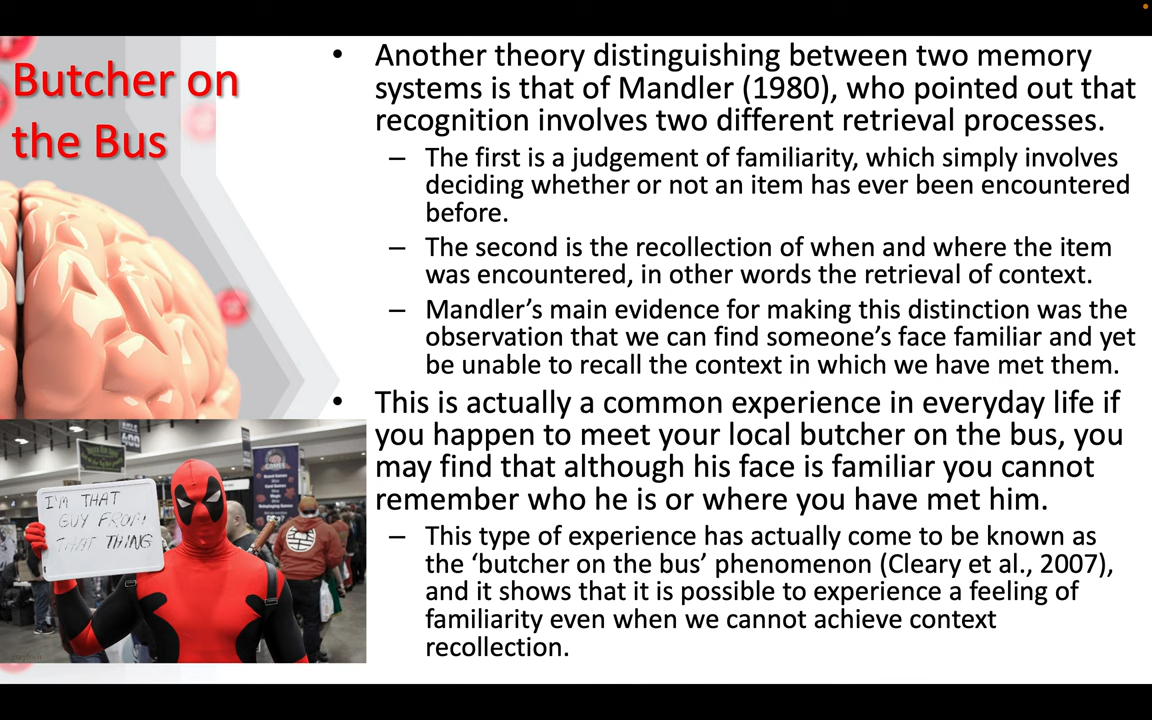 Butcher on
the Bus
• Another theory distinguishing between two memory
systems is that of Mandler (1980), who pointed out that
recognition involves two different retrieval processes.
– The first is a judgement of familiarity, which simply involves
deciding whether or not an item has ever been encountered
before.
– The second is the recollection of when and where the item
was encountered, in other words the retrieval of context.
– Mandler’s main evidence for making this distinction was the
observation that we can find someone’s face familiar and yet
be unable to recall the context in which we have met them.
• This is actually a common experience in everyday life if
you happen to meet your local butcher on the bus, you
may find that although his face is familiar you cannot
remember who he is or where you have met him.
– This type of experience has actually come to be known as
the ‘butcher on the bus’ phenomenon (Cleary et al., 2007),
and it shows that it is possible to experience a feeling of
familiarity even when we cannot achieve context
recollection.
I'M THAT
GUY FROM
THAT THING